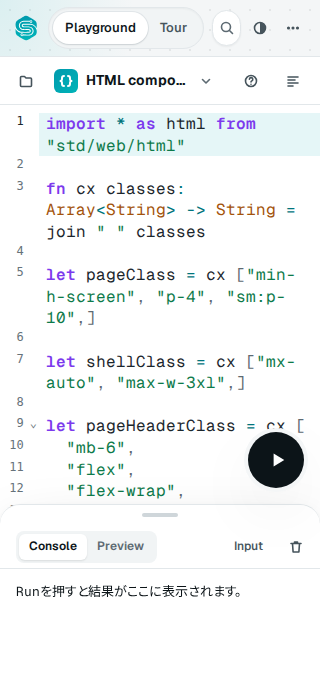 Playground Tour
{} HTML compo…
1 import * as html from
"std/web/html"
2
3 fn cx classes:
Array<String> -> String =
join " " classes
4
5 let pageClass = cx ["min-
h-screen", "p-4", "sm:p-
10",]
6
7 let shellClass = cx ["mx-
auto", "max-w-3xl",]
8
9 let pageHeaderClass = cx [
10 "mb-6",
11 "flex",
12 "flex-wrap",
Console Preview Input
Runを押すと結果がここに表示されます。